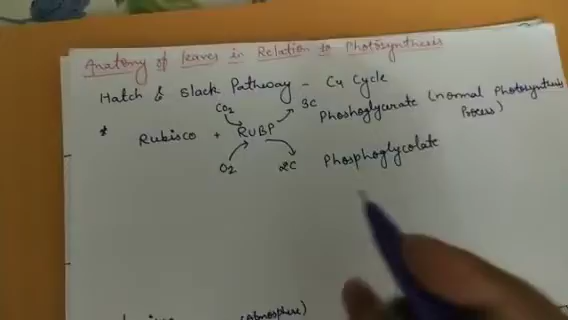 Anatomy of leaves in Relation to Photosynthesis
Hatch & Slack Pathway - C4 Cycle
CO2 3C Phoshoglycerate (normal Photosynthesis
* Rubisco + RUBP Process)
O2 2C Phosphoglycolate
(atmosphere)